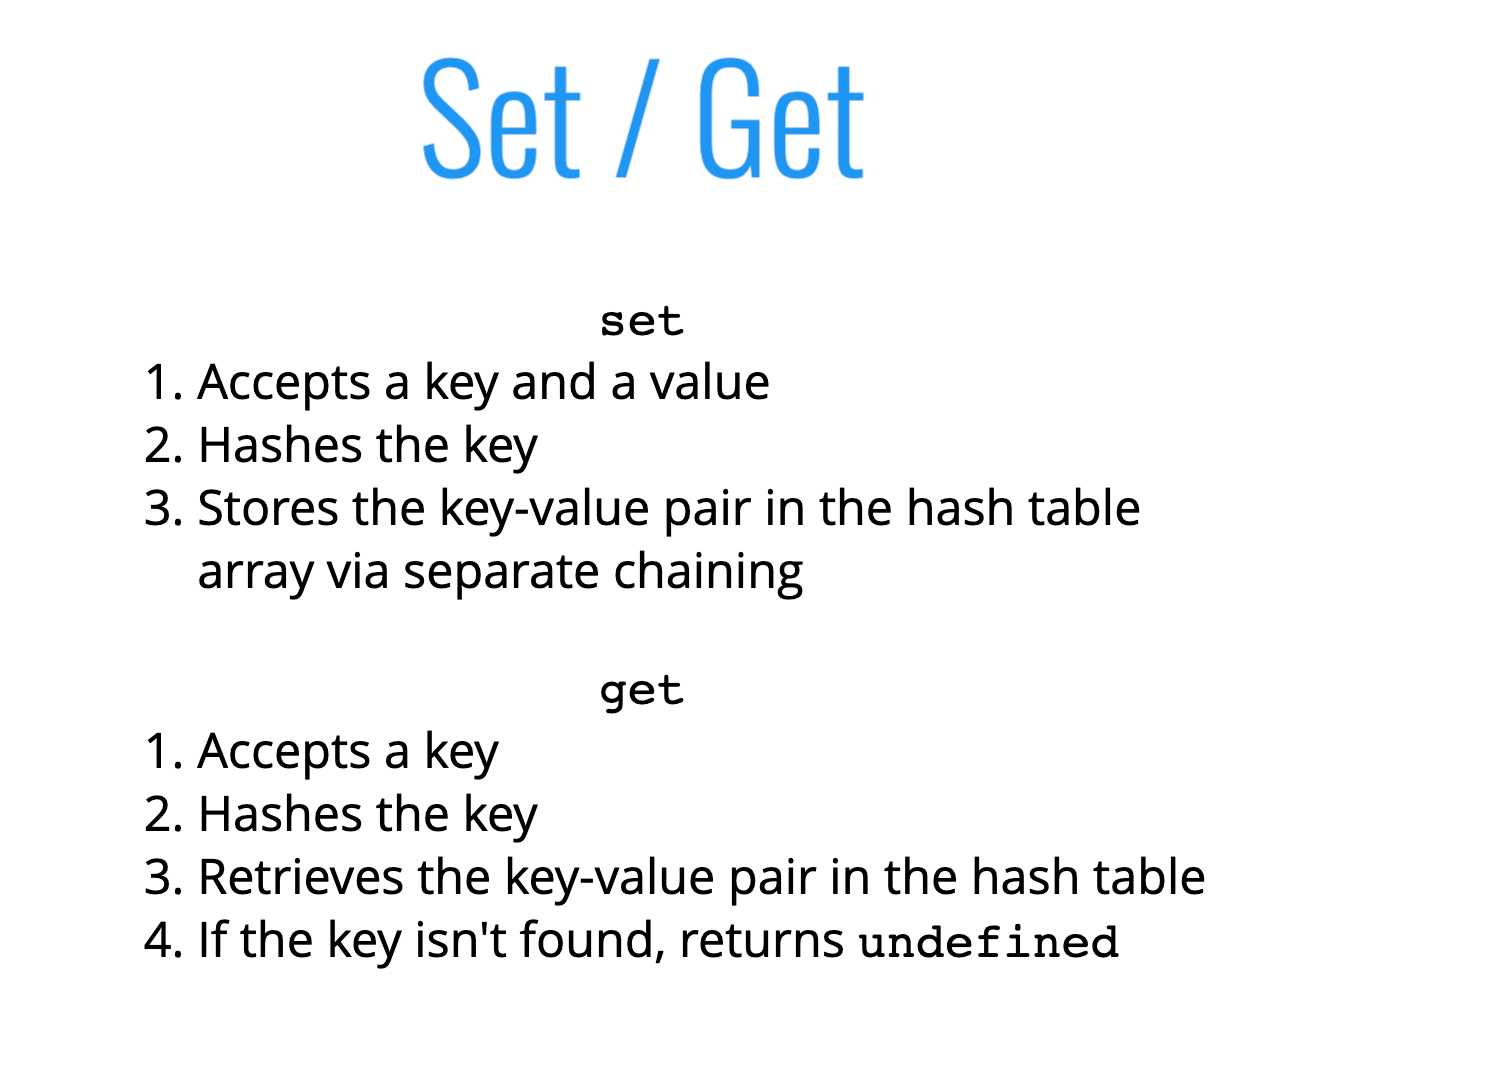 Set / Get
set
1. Accepts a key and a value
2. Hashes the key
3. Stores the key-value pair in the hash table
array via separate chaining
get
1. Accepts a key
2. Hashes the key
3. Retrieves the key-value pair in the hash table
4. If the key isn't found, returns undefined